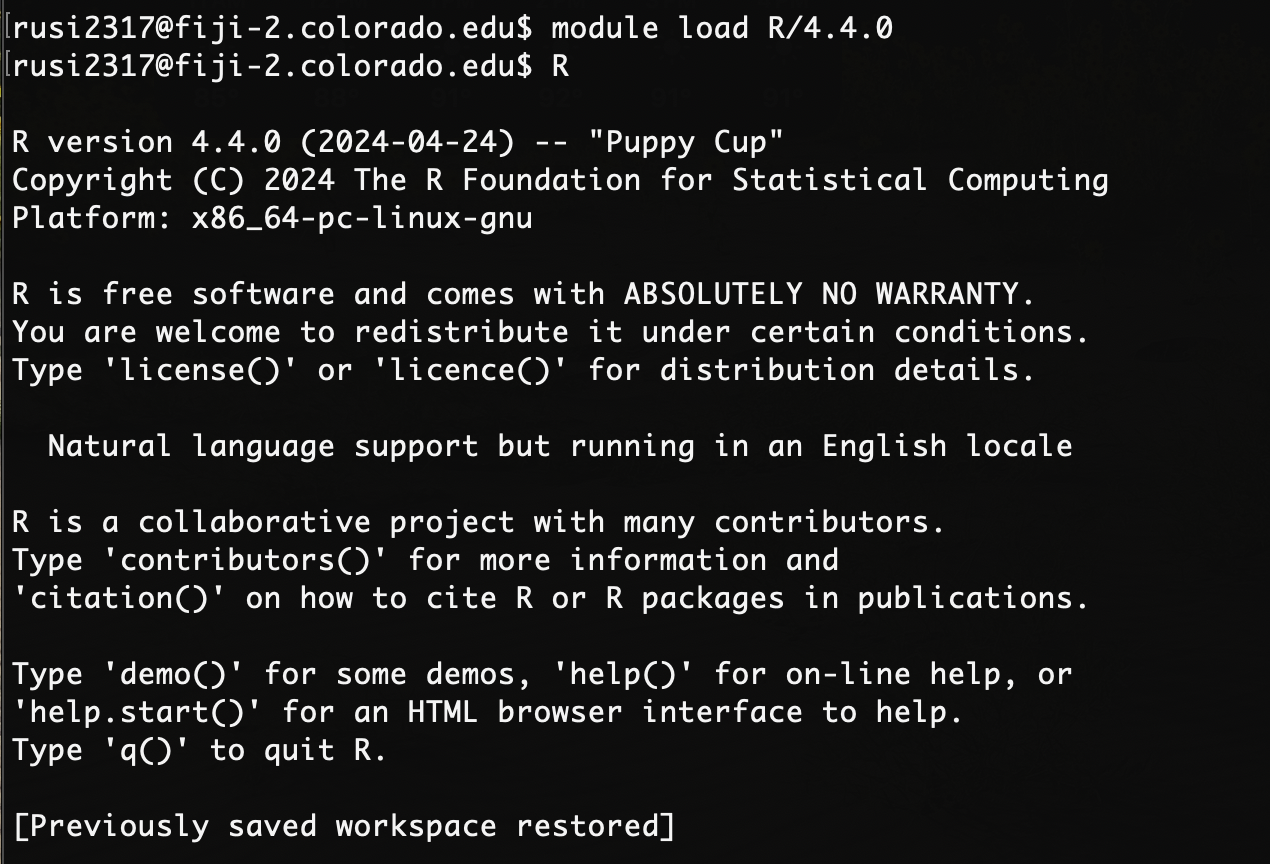 [rusi2317@fiji-2.colorado.edu$ module load R/4.4.0
[rusi2317@fiji-2.colorado.edu$ R
R version 4.4.0 (2024-04-24) -- "Puppy Cup"
Copyright (C) 2024 The R Foundation for Statistical Computing
Platform: x86_64-pc-linux-gnu
R is free software and comes with ABSOLUTELY NO WARRANTY.
You are welcome to redistribute it under certain conditions.
Type 'license()' or 'licence()' for distribution details.
  Natural language support but running in an English locale
R is a collaborative project with many contributors.
Type 'contributors()' for more information and
'citation()' on how to cite R or R packages in publications.
Type 'demo()' for some demos, 'help()' for on-line help, or
'help.start()' for an HTML browser interface to help.
Type 'q()' to quit R.
[Previously saved workspace restored]